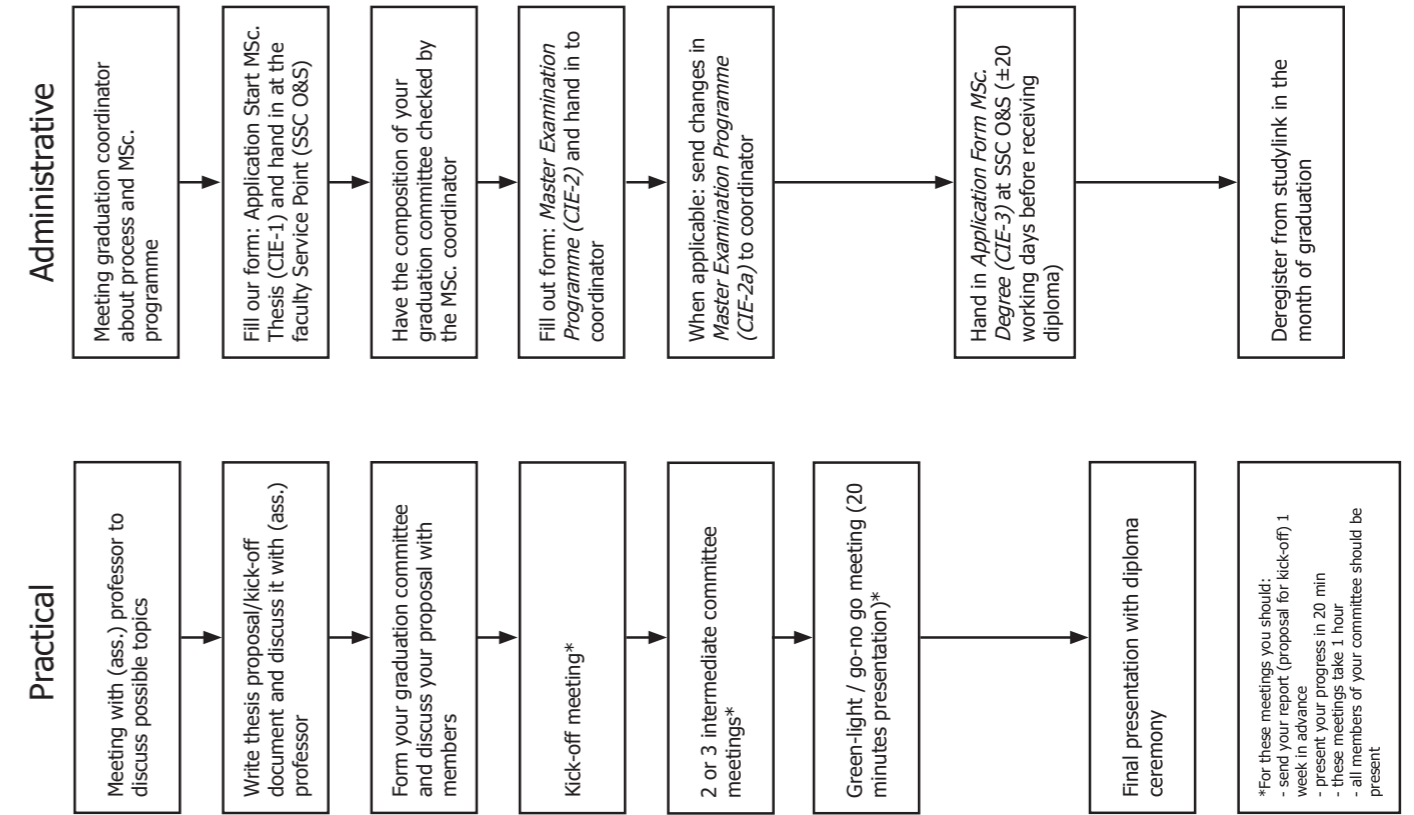 Practical
Meeting with (ass.) professor to
discuss possible topics
Write thesis proposal/kick-off
document and discuss it with (ass.)
professor
Form your graduation committee
and discuss your proposal with
members
Kick-off meeting*
2 or 3 intermediate committee
meetings*
Green-light / go-no go meeting (20
minutes presentation)*
Final presentation with diploma
ceremony
*For these meetings you should:
- send your report (proposal for kick-off) 1
week in advance
- present your progress in 20 min
- these meetings take 1 hour
- all members of your committee should be
present
Administrative
Meeting graduation coordinator
about process and MSc.
programme
Fill our form: Application Start MSc.
Thesis (CIE-1) and hand in at the
faculty Service Point (SSC O&S)
Have the composition of your
graduation committee checked by
the MSc. coordinator
Fill out form: Master Examination
Programme (CIE-2) and hand in to
coordinator
When applicable: send changes in
Master Examination Programme
(CIE-2a) to coordinator
Hand in Application Form MSc.
Degree (CIE-3) at SSC O&S (±20
working days before receiving
diploma)
Deregister from studylink in the
month of graduation